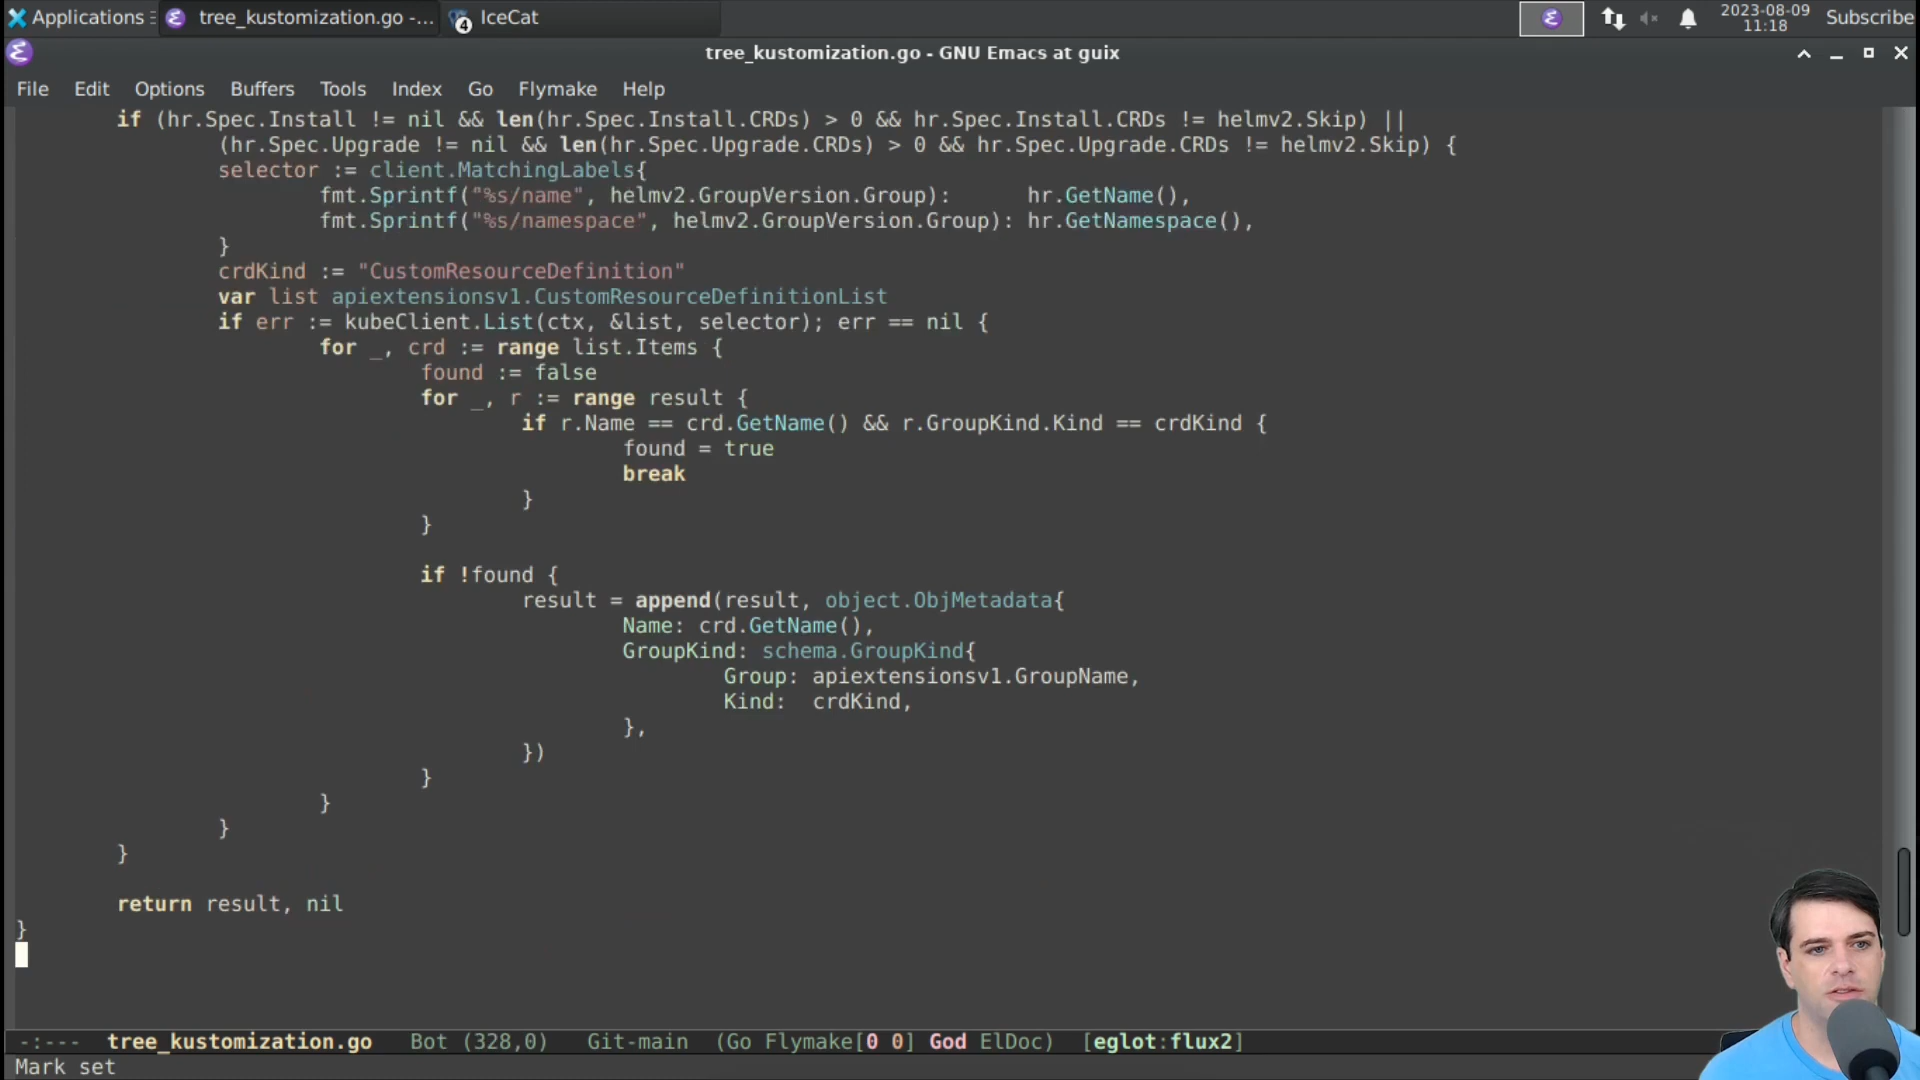 Applications
tree_kustomization.go -...
4
IceCat
2023-08-09
11:18
Subscribe
tree_kustomization.go - GNU Emacs at guix
File Edit Options Buffers Tools Index Go Flymake Help
if (hr.Spec.Install != nil && len(hr.Spec.Install.CRDs) > 0 && hr.Spec.Install.CRDs != helmv2.Skip) ||
(hr.Spec.Upgrade != nil && len(hr.Spec.Upgrade.CRDs) > 0 && hr.Spec.Upgrade.CRDs != helmv2.Skip) {
selector := client.MatchingLabels{
fmt.Sprintf("%s/name", helmv2.GroupVersion.Group): hr.GetName(),
fmt.Sprintf("%s/namespace", helmv2.GroupVersion.Group): hr.GetNamespace(),
}
crdKind := "CustomResourceDefinition"
var list apiextensionsv1.CustomResourceDefinitionList
if err := kubeClient.List(ctx, &list, selector); err == nil {
for _, crd := range list.Items {
found := false
for _, r := range result {
if r.Name == crd.GetName() && r.GroupKind.Kind == crdKind {
found = true
break
}
}
if !found {
result = append(result, object.ObjMetadata{
Name: crd.GetName(),
GroupKind: schema.GroupKind{
Group: apiextensionsv1.GroupName,
Kind: crdKind,
},
})
}
}
}
}
return result, nil
}
-:--- tree_kustomization.go Bot (328,0) Git-main (Go Flymake[0 0] God ElDoc) [eglot:flux2]
Mark set